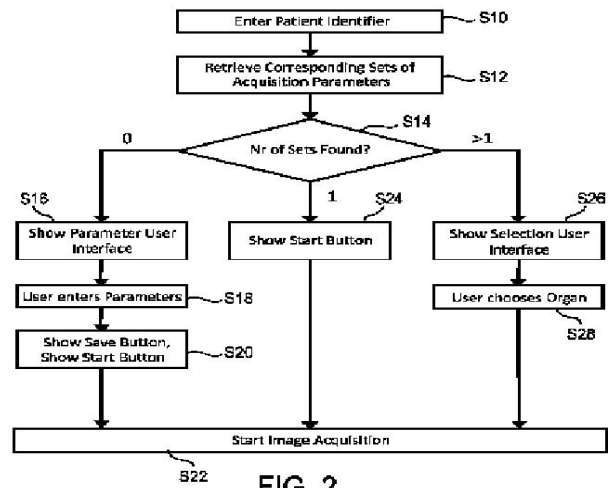 Enter Patient Identifier
S10
Retrieve Corresponding Sets of
Acquisition Parameters
S12
S14
Nr of Sets Found?
0
1
>1
S16
Show Parameter User
Interface
S24
Show Start Button
S26
Show Selection User
Interface
User enters Parameters
S18
User chooses Organ
S28
Show Save Button,
Show Start Button
S20
Start Image Acquisition
S22
FIG. 2